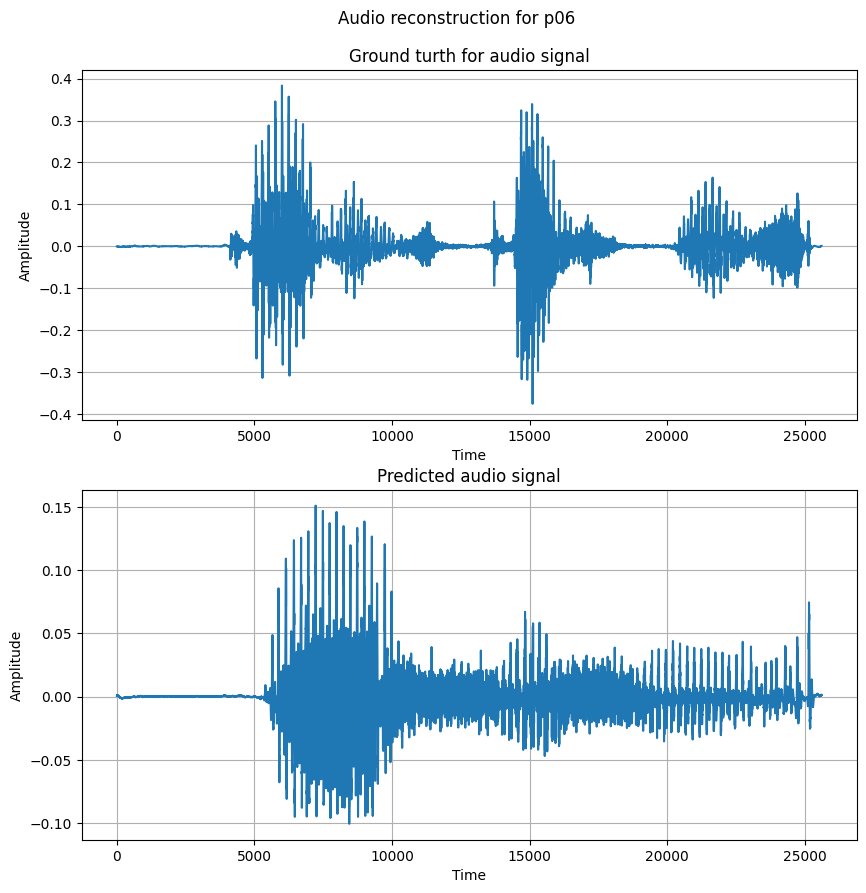 Audio reconstruction for p06
Ground turth for audio signal
0.4
0.3
0.2
0.1
0.0
−0.1
−0.2
−0.3
−0.4
Amplitude
0 5000 10000 15000 20000 25000
Time
Predicted audio signal
0.15
0.10
0.05
0.00
−0.05
−0.10
Amplitude
0 5000 10000 15000 20000 25000
Time